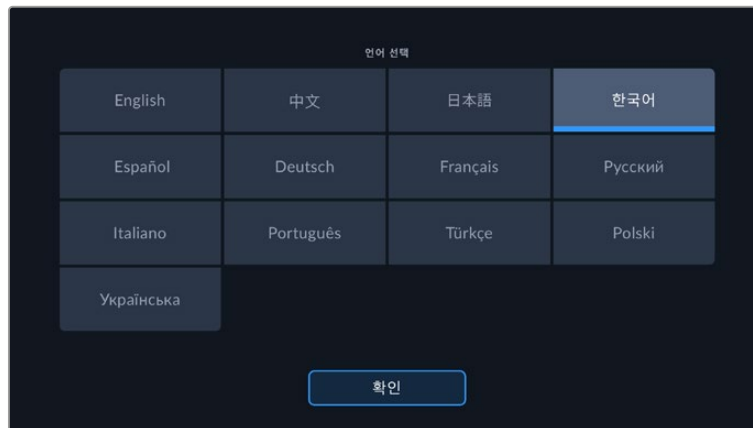 언어 선택
English 中文 日本語 한국어
Español Deutsch Français Русский
Italiano Português Türkçe Polski
Українська
확인